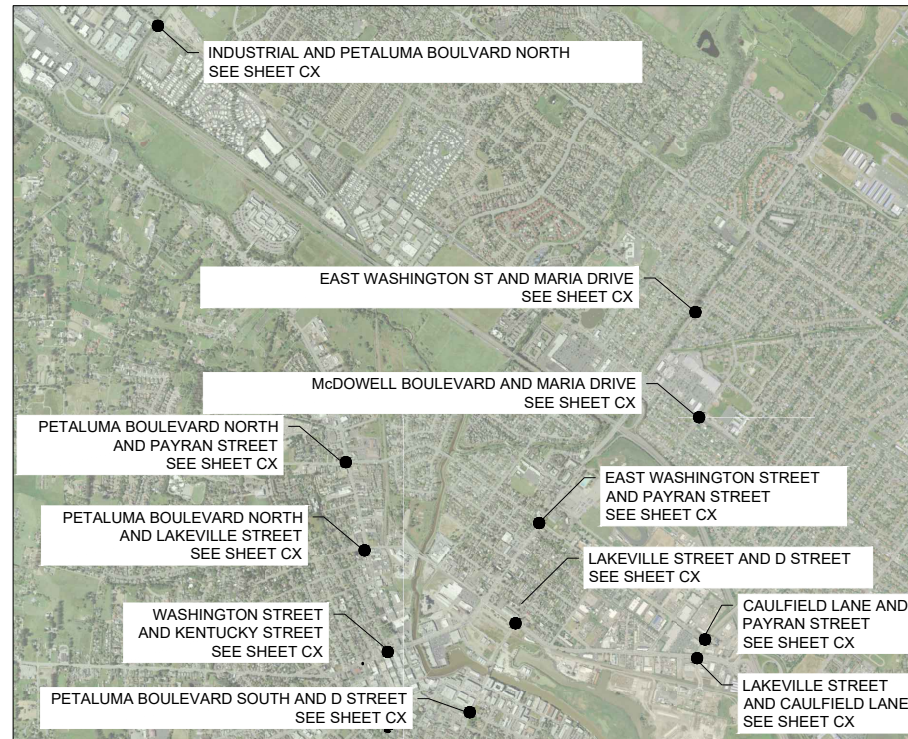 INDUSTRIAL AND PETALUMA BOULVARD NORTH
SEE SHEET CX
EAST WASHINGTON ST AND MARIA DRIVE
SEE SHEET CX
McDOWELL BOULEVARD AND MARIA DRIVE
SEE SHEET CX
PETALUMA BOULEVARD NORTH
AND PAYRAN STREET
SEE SHEET CX
EAST WASHINGTON STREET
AND PAYRAN STREET
SEE SHEET CX
PETALUMA BOULEVARD NORTH
AND LAKEVILLE STREET
SEE SHEET CX
LAKEVILLE STREET AND D STREET
SEE SHEET CX
CAULFIELD LANE AND
PAYRAN STREET
SEE SHEET CX
WASHINGTON STREET
AND KENTUCKY STREET
SEE SHEET CX
LAKEVILLE STREET
AND CAULFIELD LANE
SEE SHEET CX
PETALUMA BOULEVARD SOUTH AND D STREET
SEE SHEET CX